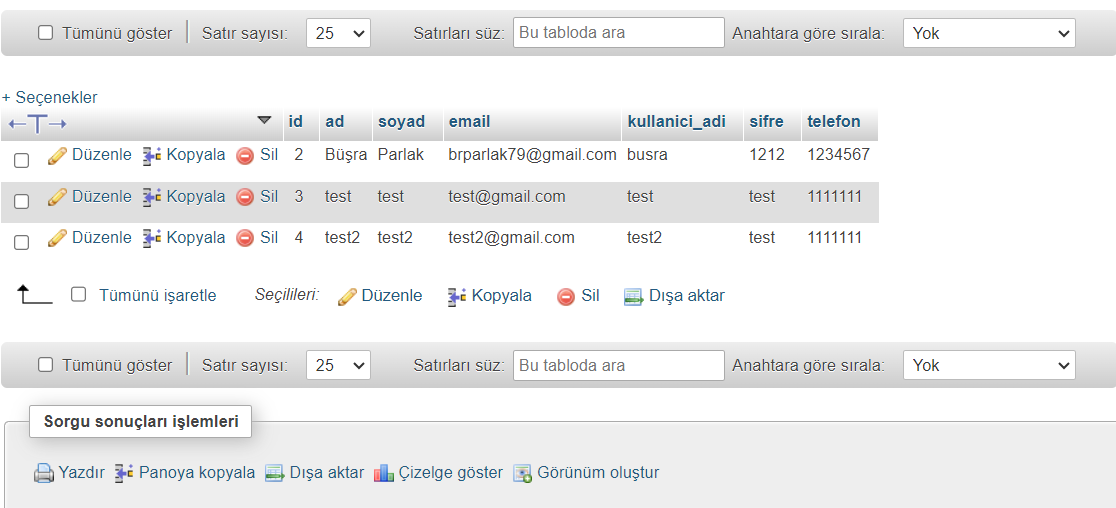 Tümünü göster Satır sayısı: 25 Satırları süz: Bu tabloda ara Anahtara göre sırala: Yok
+ Seçenekler
id ad soyad email kullanici_adi sifre telefon
Düzenle Kopyala Sil 2 Büşra Parlak brparlak79@gmail.com busra 1212 1234567
Düzenle Kopyala Sil 3 test test test@gmail.com test test 1111111
Düzenle Kopyala Sil 4 test2 test2 test2@gmail.com test2 test 1111111
Tümünü işaretle Seçilileri: Düzenle Kopyala Sil Dışa aktar
Tümünü göster Satır sayısı: 25 Satırları süz: Bu tabloda ara Anahtara göre sırala: Yok
Sorgu sonuçları işlemleri
Yazdır Panoya kopyala Dışa aktar Çizelge göster Görünüm oluştur